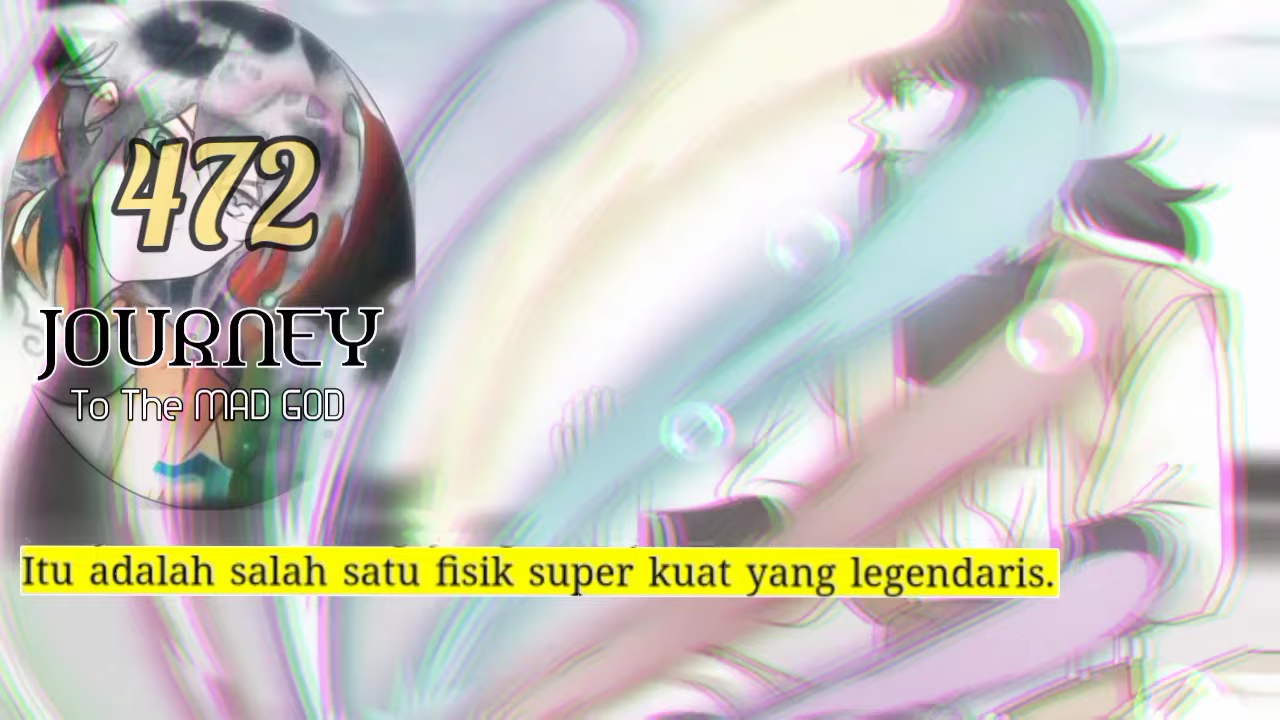 472
JOURNEY
To The MAD GOD
Itu adalah salah satu fisik super kuat yang legendaris.